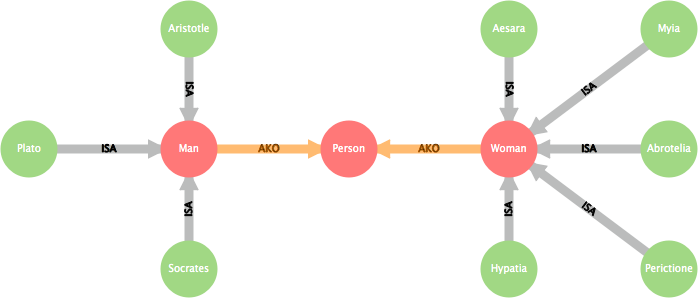 Aristotle
Aesara
Myia
ISA
ISA
ISA
Plato
ISA
Man
AKO
Person
AKO
Woman
ISA
Abrotelia
ISA
ISA
ISA
Socrates
Hypatia
Perictione